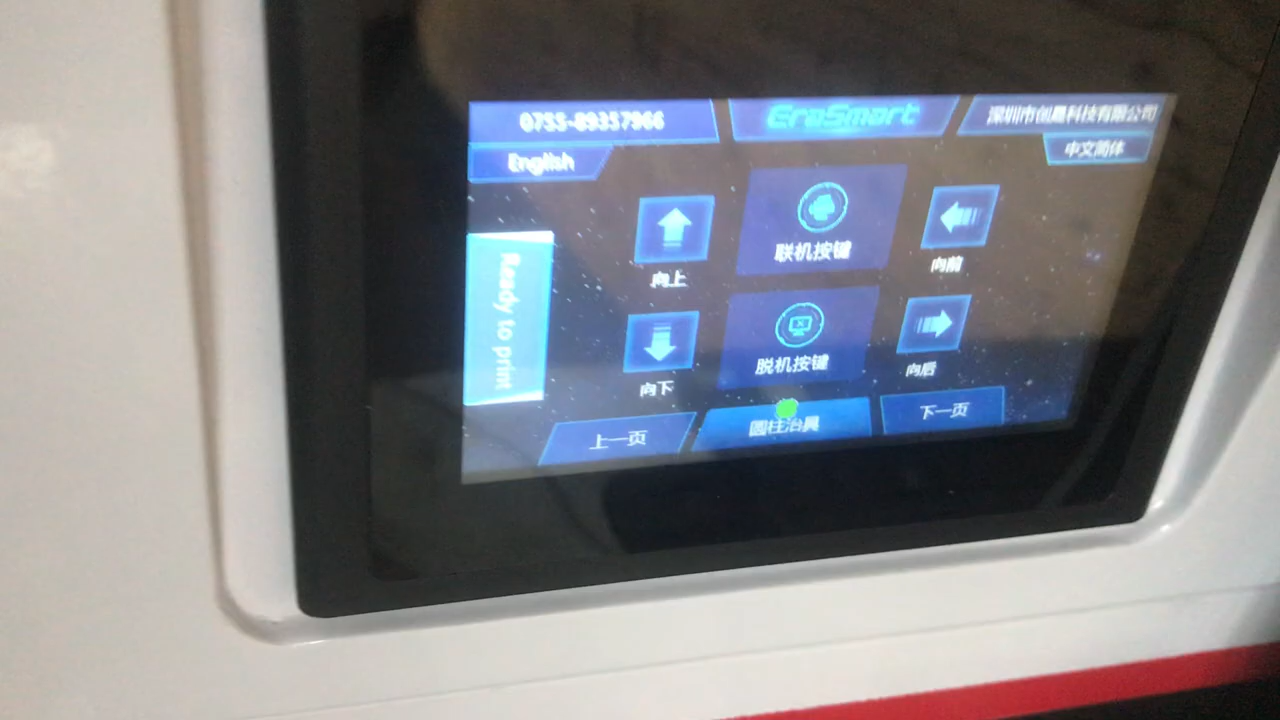 0755-89357966
EraSmart
深圳市创晶科技有限公司
English
中文简体
联机按键
向上
向前
Ready to print
脱机按键
向下
向后
上一页
圆柱治具
下一页